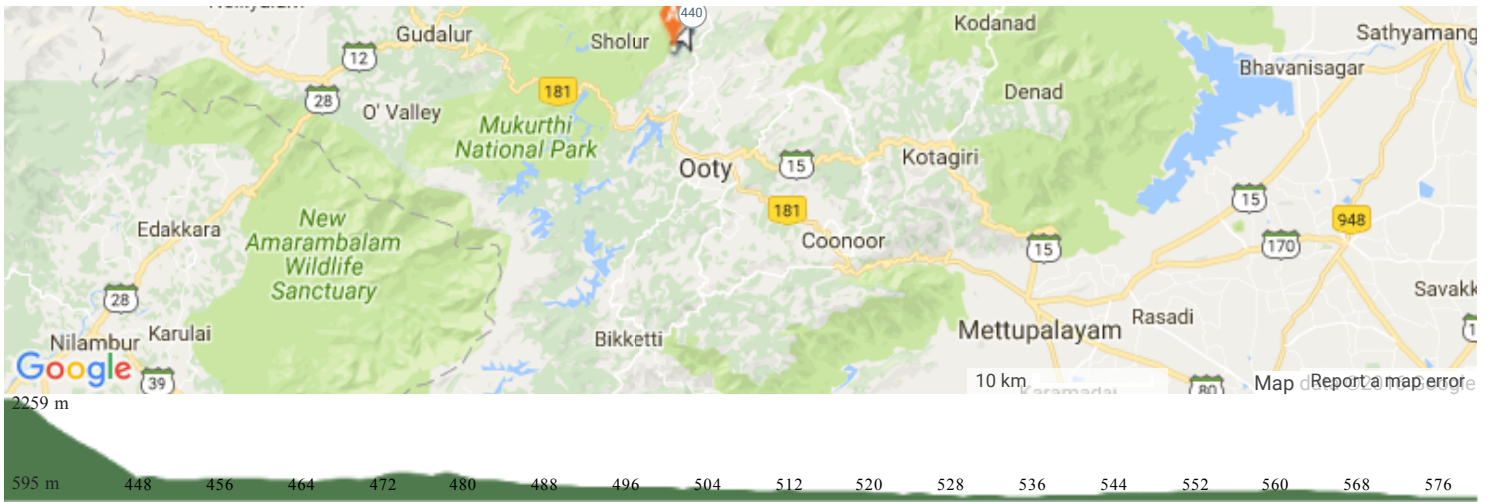 440
Kodanad
Gudalur
Sholur
Sathyamang
12
Bhavanisagar
28
181
Denad
O' Valley
Mukurthi
National Park
Ooty
15
Kotagiri
15
New
Amarambalam
Wildlife
Sanctuary
Edakkara
181
948
Coonoor
15
170
28
Savakk
Nilambur
Karulai
Bikketti
Mettupalayam
Rasadi
Google
39
10 km
Karamadai
80
Map
Report a map error
2259 m
595 m 448 456 464 472 480 488 496 504 512 520 528 536 544 552 560 568 576